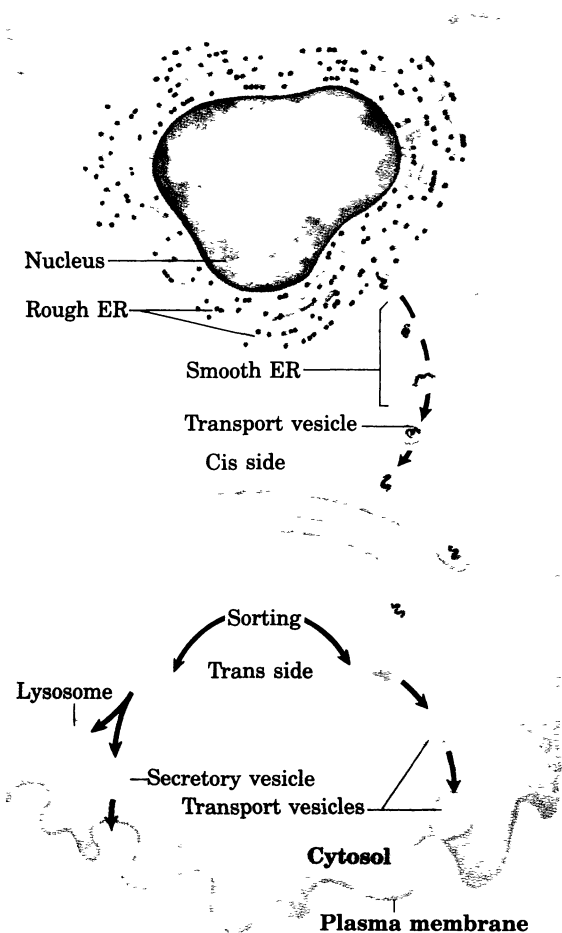 Nucleus
Rough ER
Smooth ER
Transport vesicle
Cis side
Sorting
Trans side
Lysosome
Secretory vesicle
Transport vesicles
Cytosol
Plasma membrane